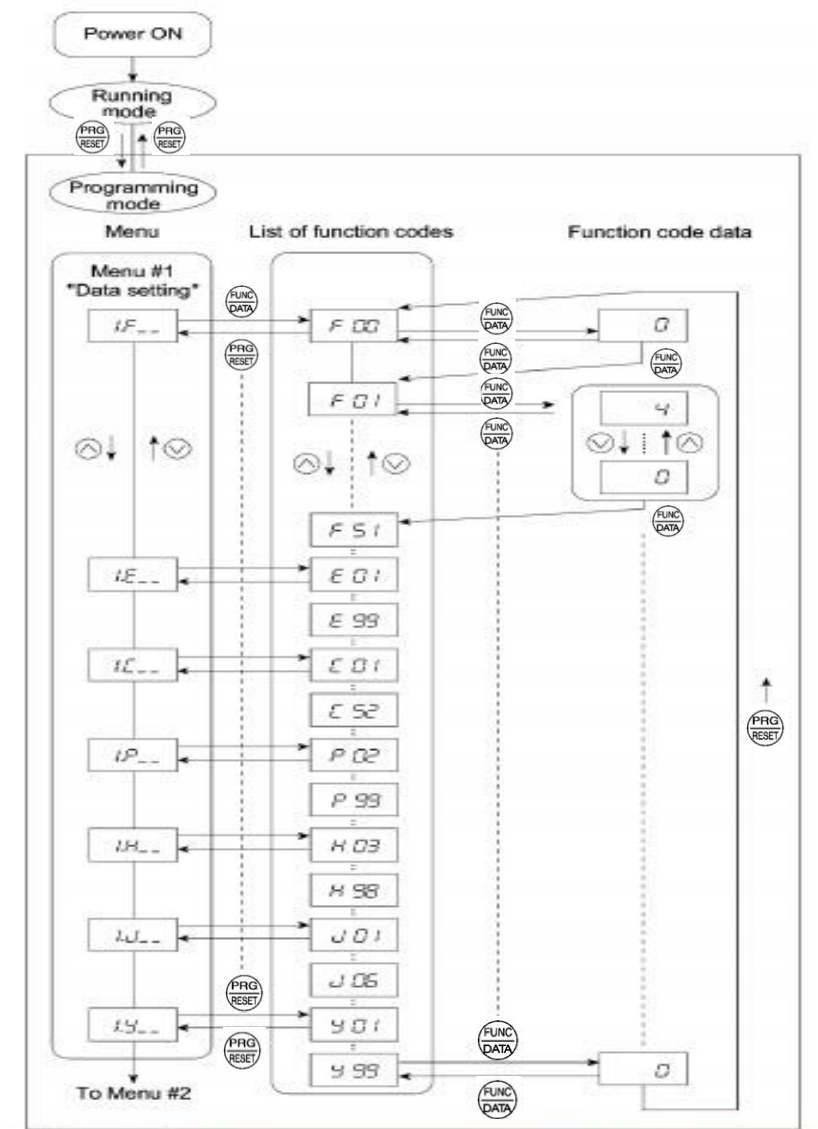 Power ON
Running
mode
PRG
RESET
PRG
RESET
Programming
mode
Menu
List of function codes
Function code data
Menu #1
"Data setting"
FUNC
DATA
FUNC
DATA
1.F__
F 00
0
PRG
RESET
FUNC
DATA
FUNC
DATA
FUNC
DATA
F 01
4
FUNC
DATA
0
FUNC
DATA
F 51
1.E__
E 01
E 99
1.C__
C 01
C 52
PRG
RESET
1.P__
P 02
P 99
1.H__
H 03
H 98
1.J__
J 01
J 06
PRG
RESET
1.y__
y 01
PRG
RESET
FUNC
DATA
y 99
0
To Menu #2
FUNC
DATA